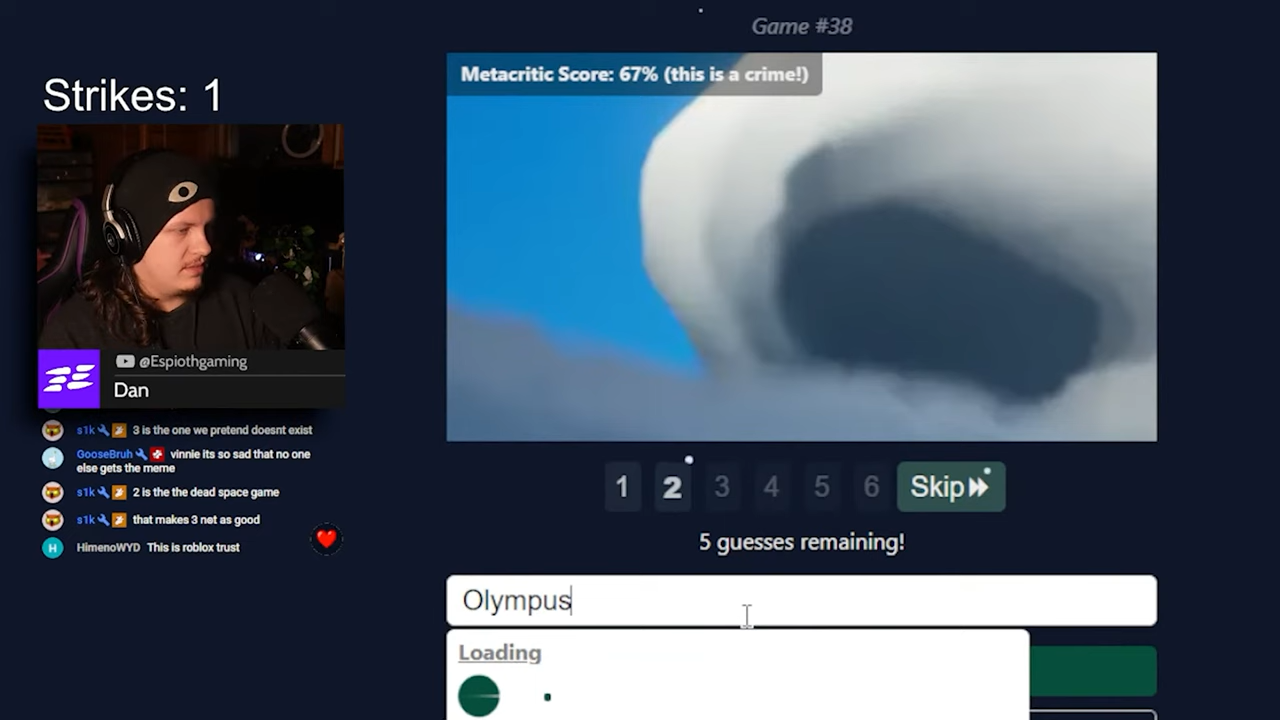 Game #38
Strikes: 1
Metacritic Score: 67% (this is a crime!)
@Espiothgaming
Dan
s1k 3 is the one we pretend doesnt exist
GooseBruh vinnie its so sad that no one
else gets the meme
s1k 2 is the the dead space game
s1k that makes 3 not as good
H HimenoWYD This is roblox trust
1 2 3 4 5 6 Skip
5 guesses remaining!
Olympus
Loading